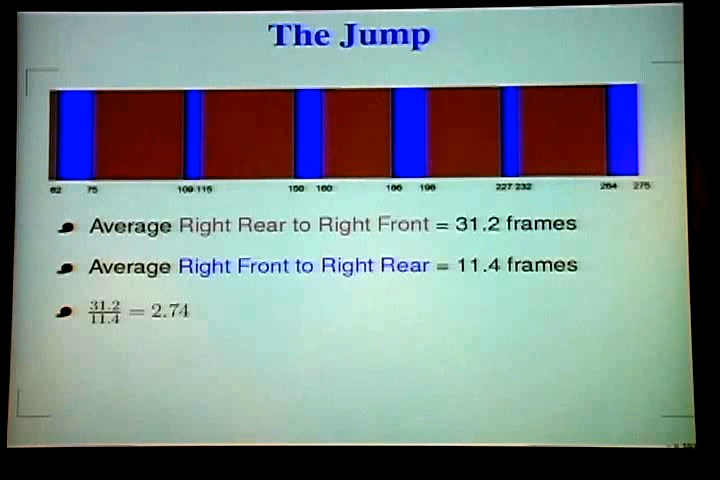 The Jump
62 75 109 115 150 160 186 198 227 232 264 275
Average Right Rear to Right Front = 31.2 frames
Average Right Front to Right Rear = 11.4 frames
31.2
11.4 = 2.74